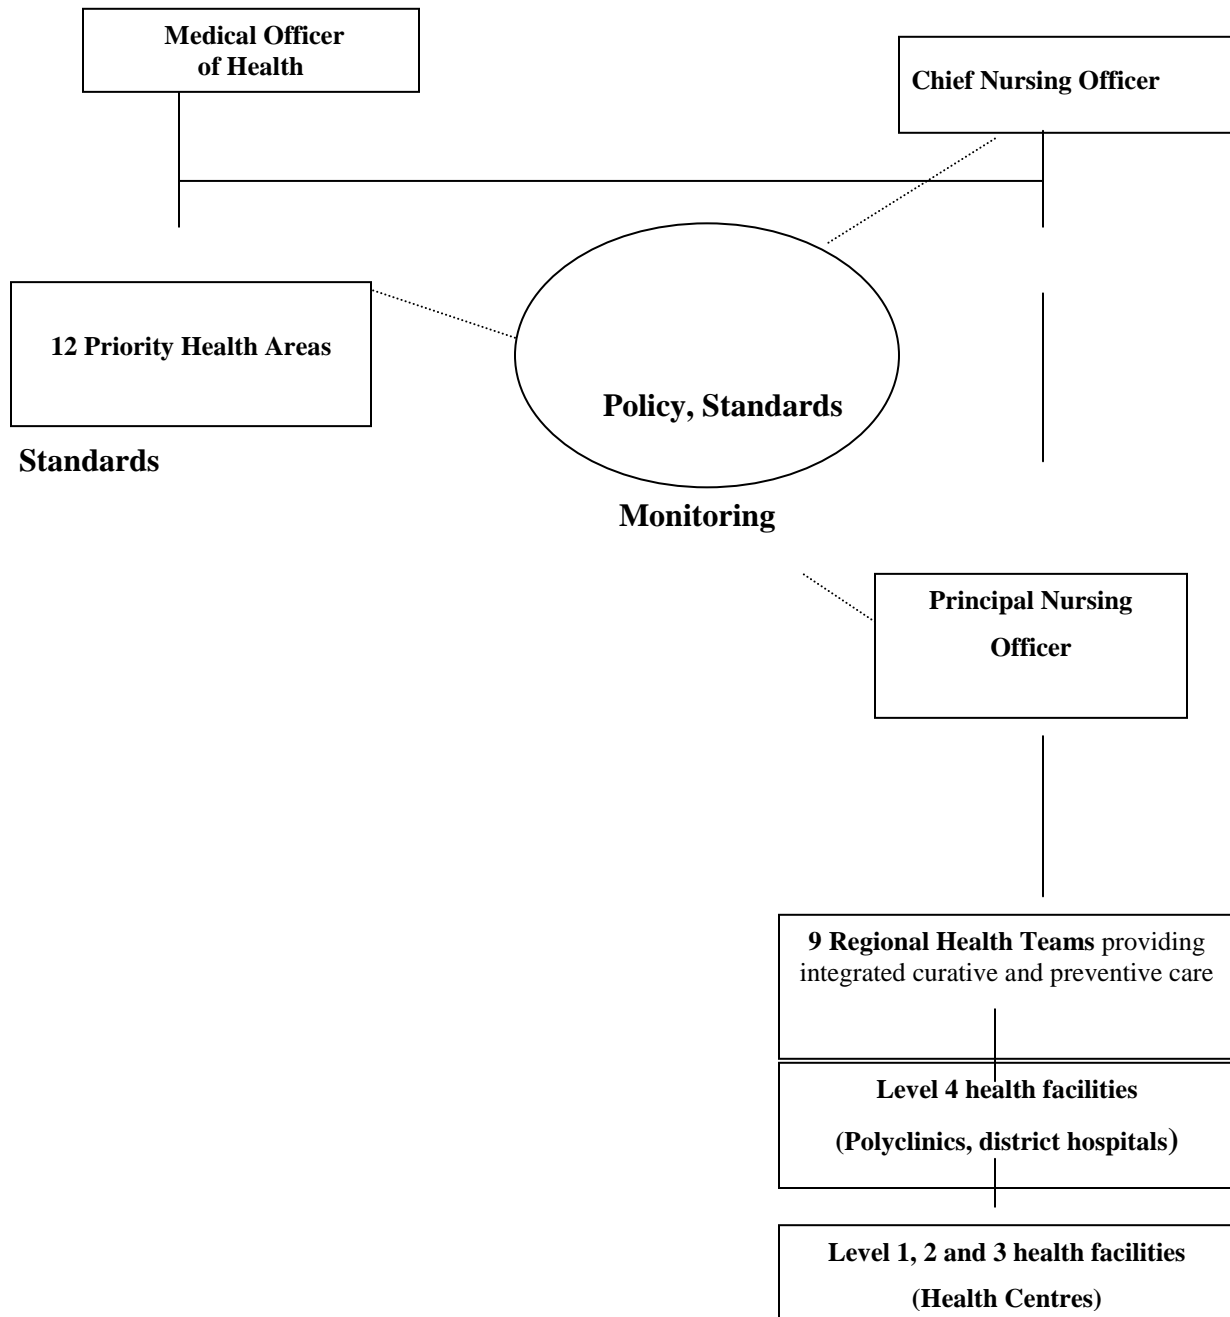 Medical Officer
of Health
Chief Nursing Officer
12 Priority Health Areas
Policy, Standards
Standards
Monitoring
Principal Nursing
Officer
9 Regional Health Teams providing
integrated curative and preventive care
Level 4 health facilities
(Polyclinics, district hospitals)
Level 1, 2 and 3 health facilities
(Health Centres)